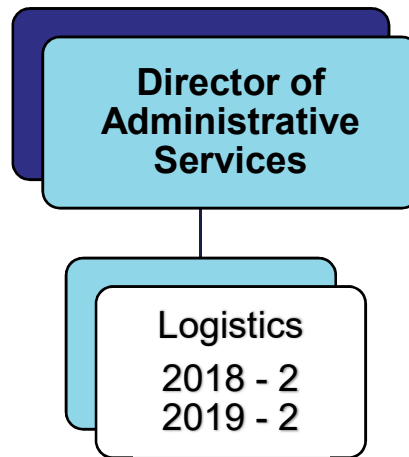 Director of
Administrative
Services
Logistics
2018 - 2
2019 - 2